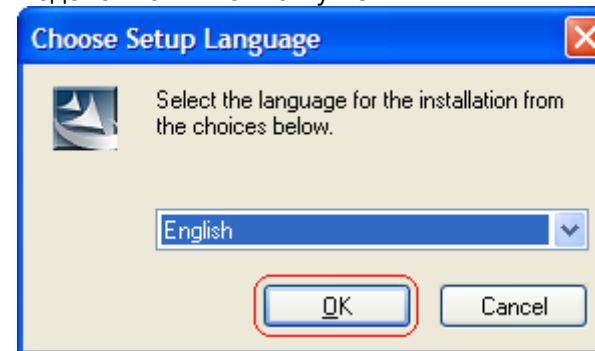 Choose Setup Language
Select the language for the installation from
the choices below.
English
OK
Cancel